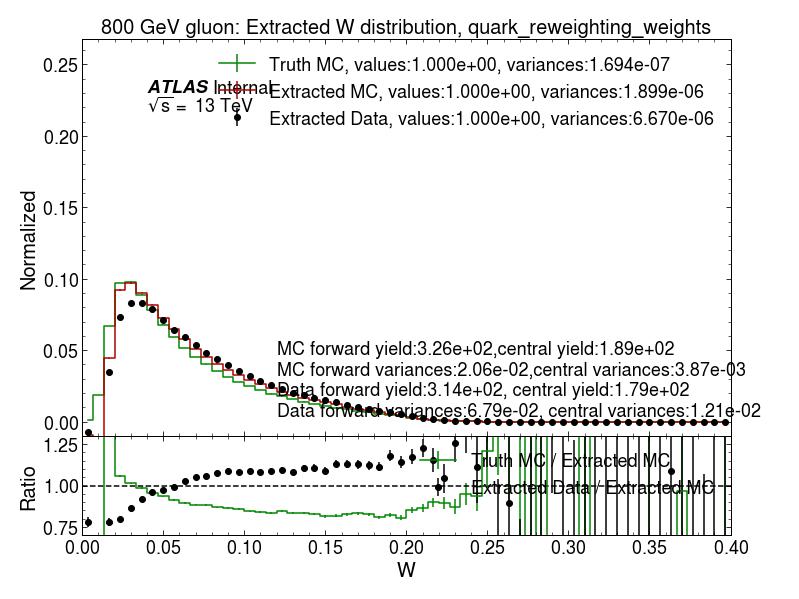 800 GeV gluon: Extracted W distribution, quark_reweighting_weights
Truth MC, values:1.000e+00, variances:1.694e-07
ATLAS Internal
Extracted MC, values:1.000e+00, variances:1.899e-06
√s = 13 TeV
Extracted Data, values:1.000e+00, variances:6.670e-06
Normalized
0.25
0.20
0.15
0.10
0.05
0.00
MC forward yield:3.26e+02,central yield:1.89e+02
MC forward variances:2.06e-02,central variances:3.87e-03
Data forward yield:3.14e+02, central yield:1.79e+02
Data forward variances:6.79e-02, central variances:1.21e-02
Ratio
1.25
1.00
0.75
Truth MC / Extracted MC
Extracted Data / Extracted MC
0.00 0.05 0.10 0.15 0.20 0.25 0.30 0.35 0.40
W